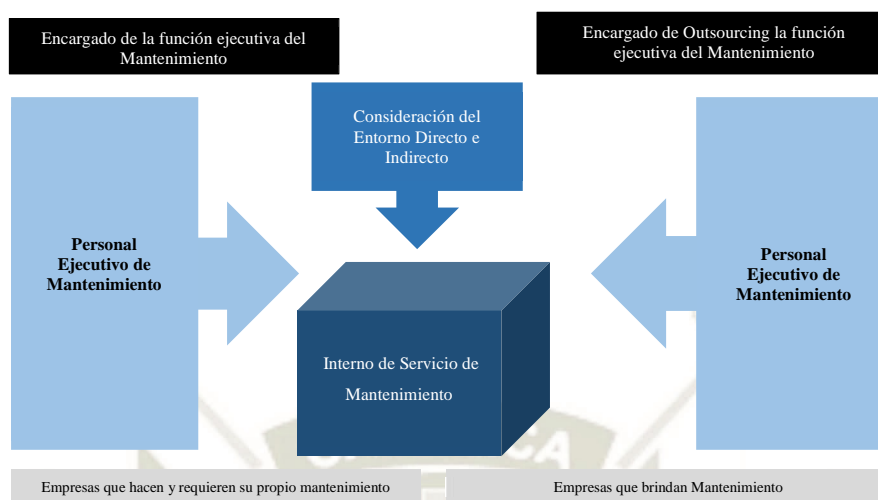 Encargado de la función ejecutiva del
Mantenimiento
Encargado de Outsourcing la función
ejecutiva del Mantenimiento
Consideración del
Entorno Directo e
Indirecto
Personal
Ejecutivo de
Mantenimiento
Personal
Ejecutivo de
Mantenimiento
Interno de Servicio de
Mantenimiento
Empresas que hacen y requieren su propio mantenimiento
Empresas que brindan Mantenimiento